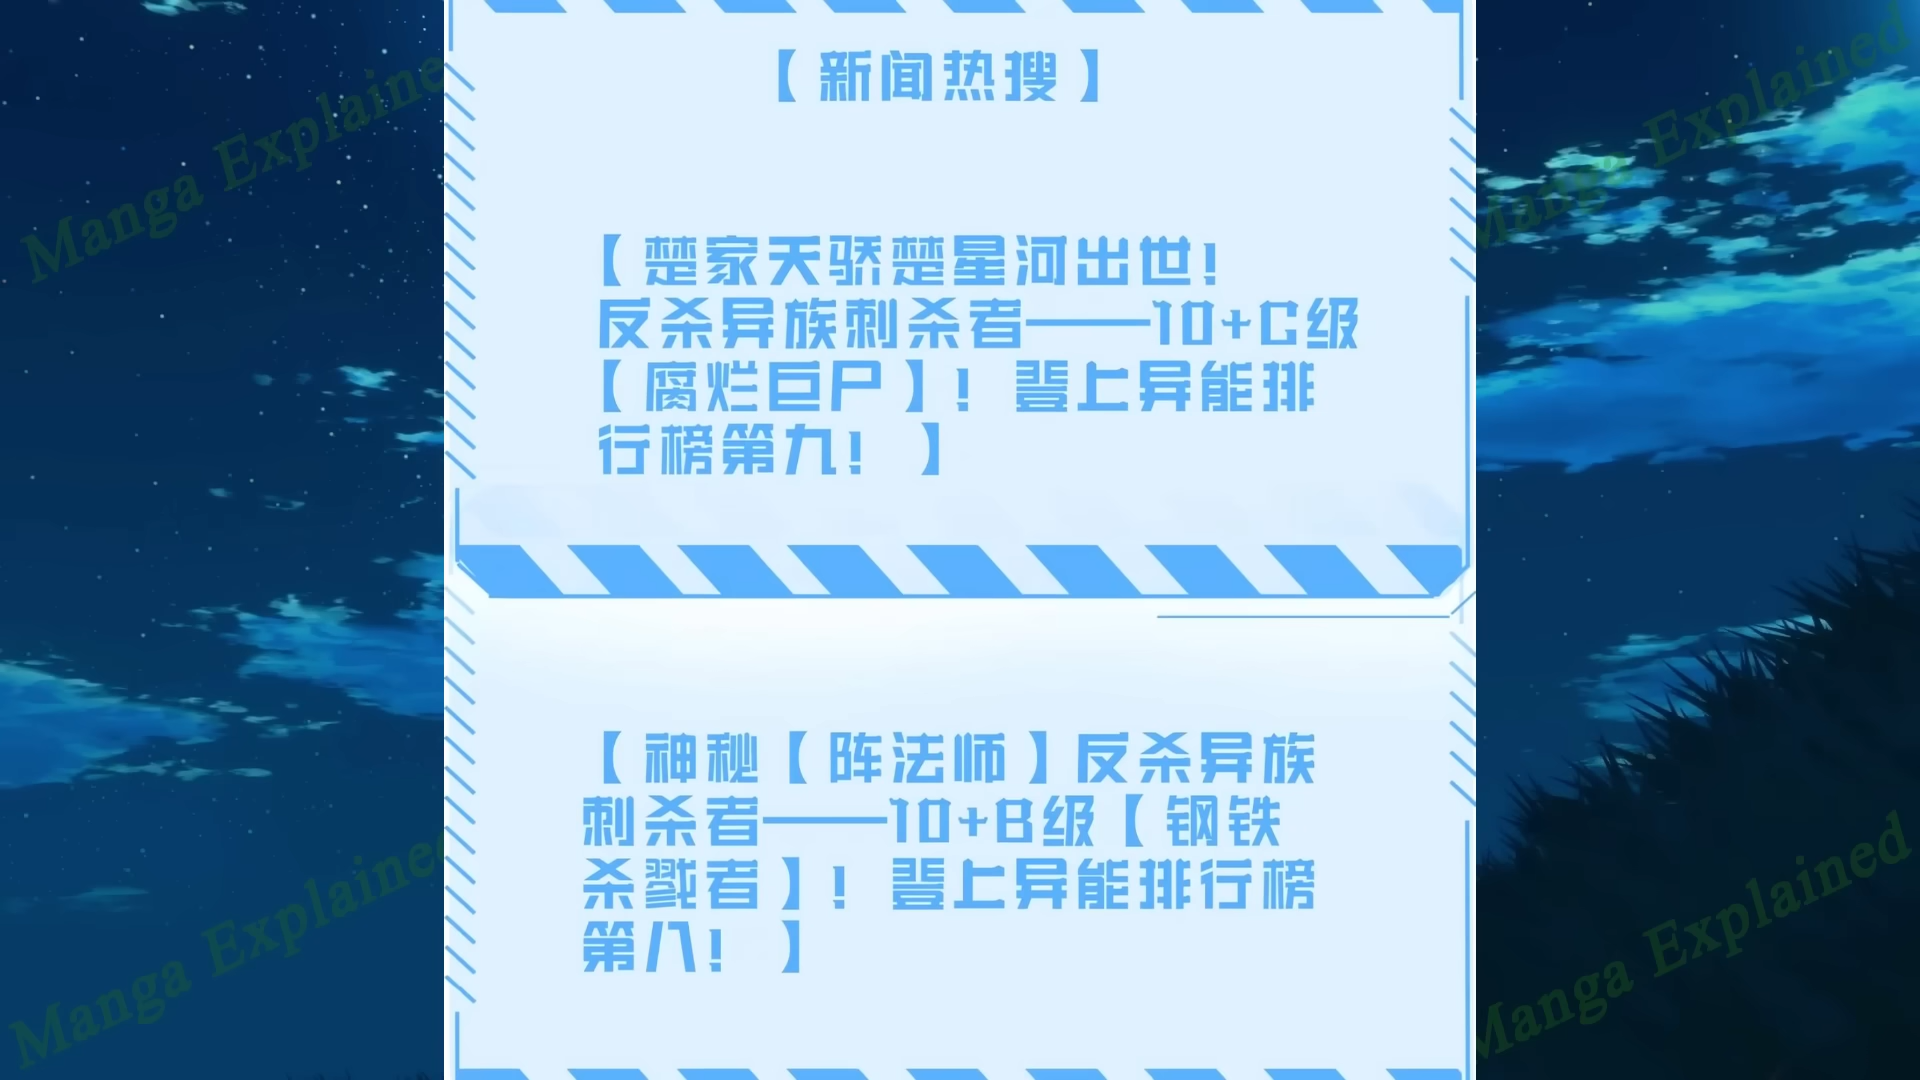 【新闻热搜】
【楚家天骄楚星河出世!
反杀异族刺杀者——10+C级
【腐烂巨尸】! 登上异能排
行榜第九! 】
【神秘【阵法师】反杀异族
刺杀者——10+B级【钢铁
杀戮者】! 登上异能排行榜
第八! 】
Manga Explained
Manga Explained
Manga Explained
Manga Explained